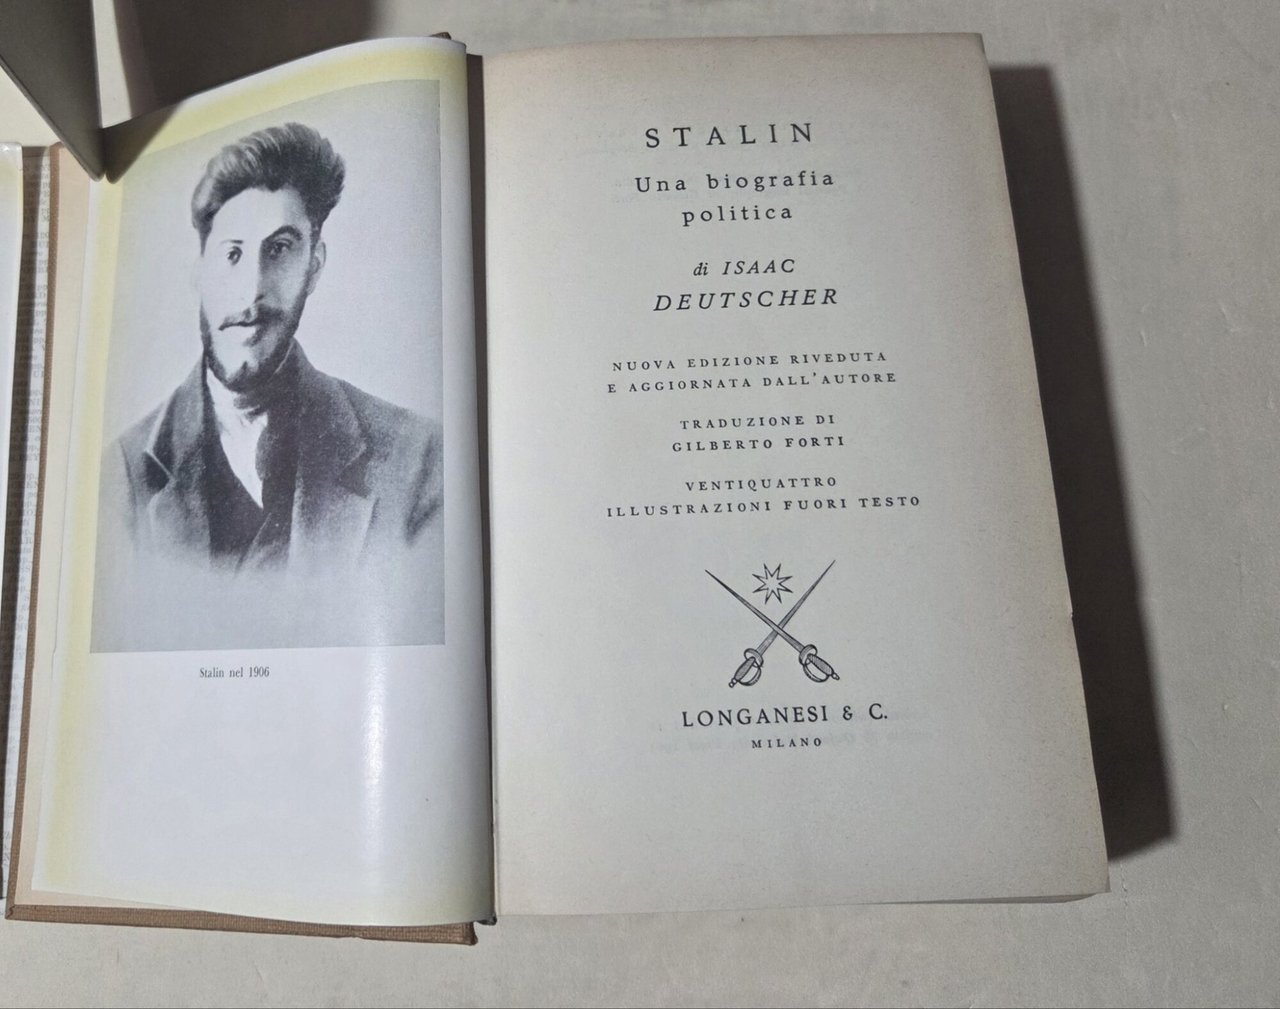 Stalin nel 1906
STALIN
Una biografia
politica
di ISAAC
DEUTSCHER
NUOVA EDIZIONE RIVEDUTA
E AGGIORNATA DALL'AUTORE
TRADUZIONE DI
GILBERTO FORTI
VENTIQUATTRO
ILLUSTRAZIONI FUORI TESTO
LONGANESI & C.
MILANO